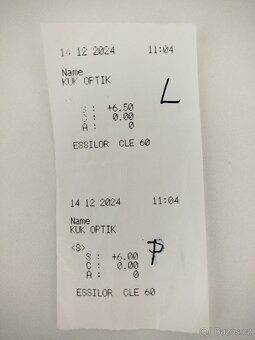 14 12 2024 11:04
Name
KUK OPTIK
L
S : +6.50
C : 0.00
A : 0
ESSILOR CLE 60
14 12 2024 11:04
Name
KUK OPTIK
<S>
P
S : +6.00
C : 0.00
A : 0
ESSILOR CLE 60